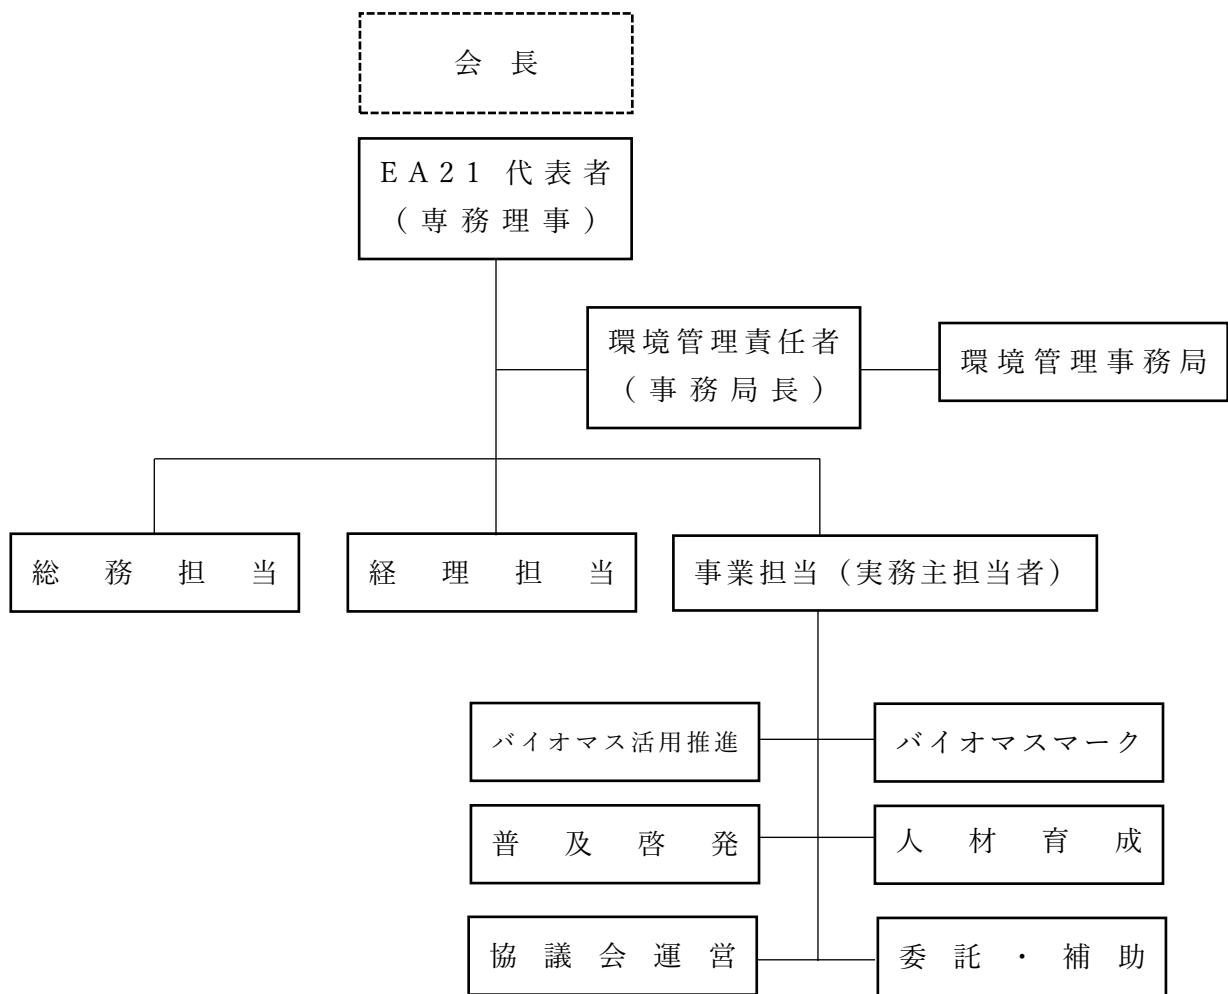 会長
EA21 代表者
(専務理事)
環境管理責任者
(事務局長)
環境管理事務局
総務担当
経理担当
事業担当(実務主担当者)
バイオマス活用推進
バイオマスマーク
普及啓発
人材育成
協議会運営
委託・補助